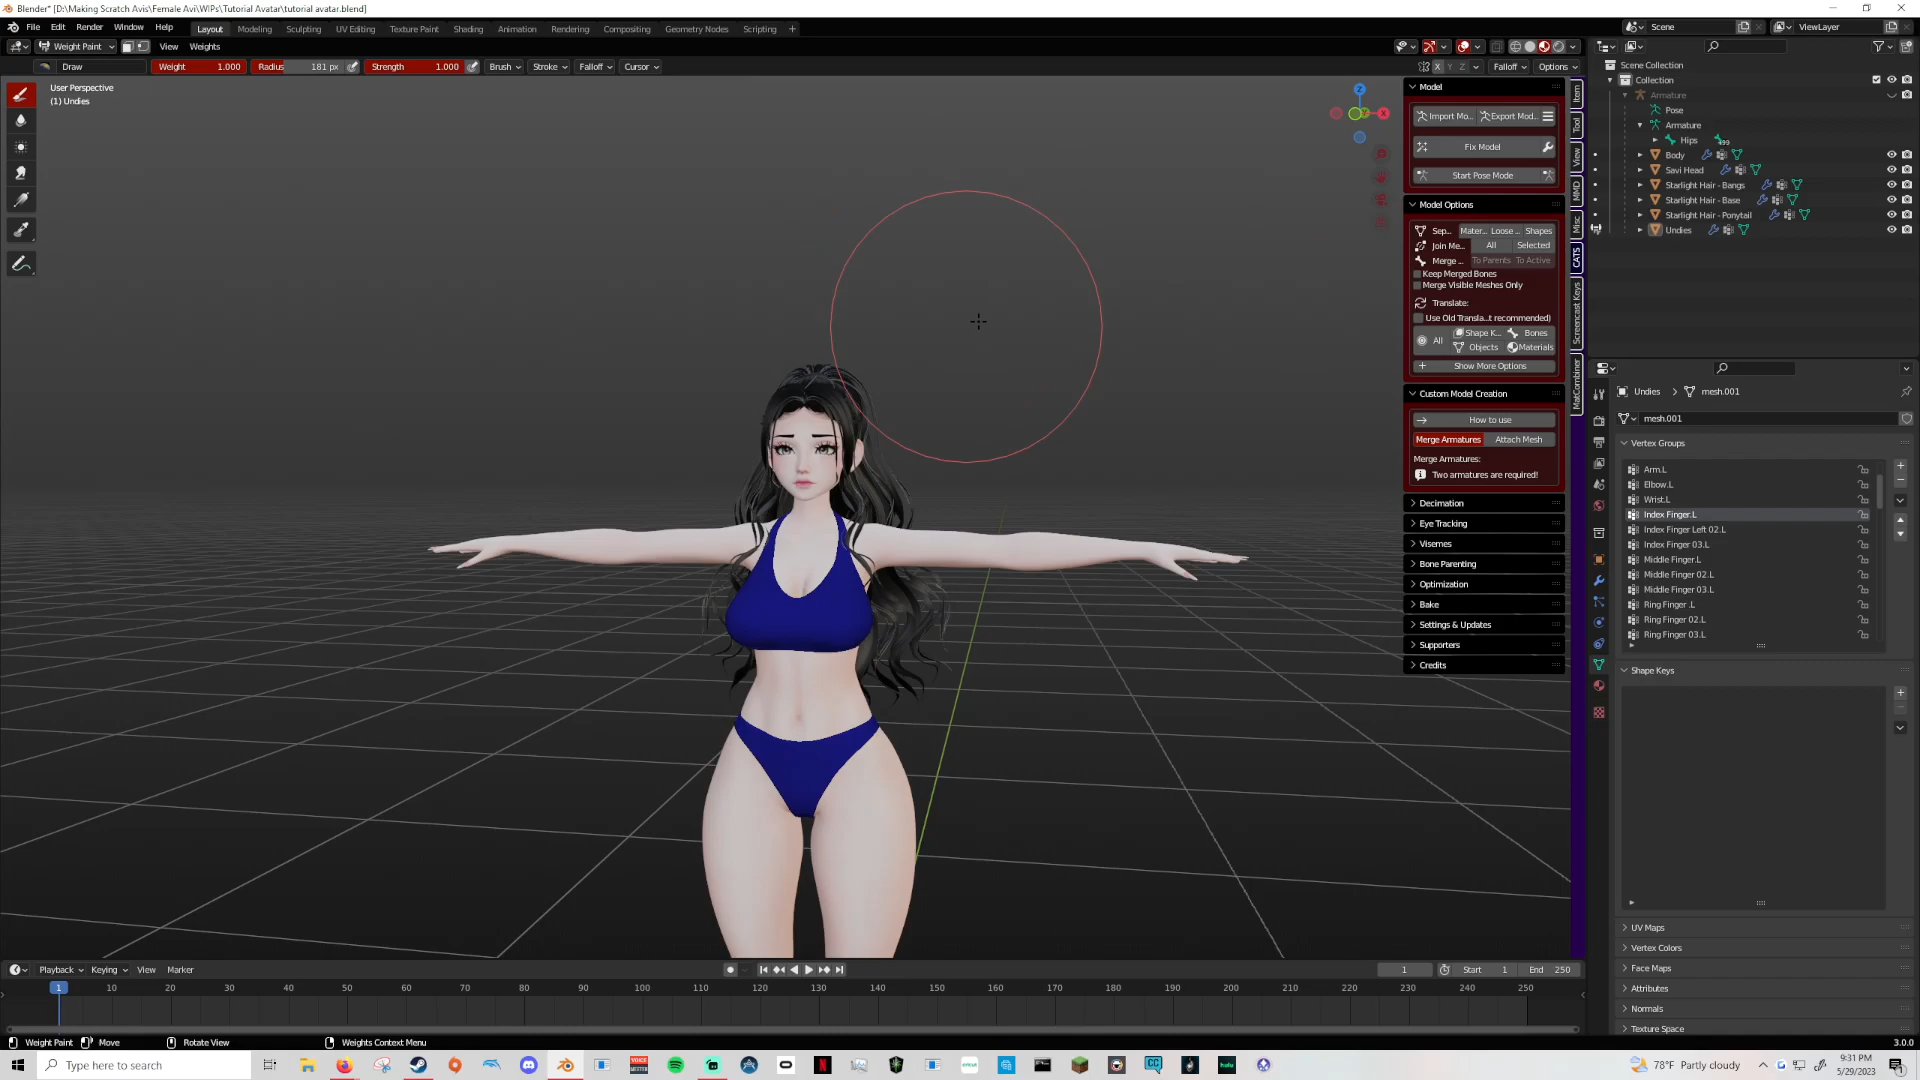 Blender* [D:\Making Scratch Avis\Female Avi\WIPs\Tutorial Avatar\tutorial avatar.blend]
File Edit Render Window Help Layout Modeling Sculpting UV Editing Texture Paint Shading Animation Rendering Compositing Geometry Nodes Scripting + Scene ViewLayer
Weight Paint View Weights
Draw Weight 1.000 Radius 181 px Strength 1.000 Brush Stroke Falloff Cursor X Y Z Falloff Options
User Perspective
(1) Undies
Z
X
Model
Import Mo... Export Mod...
Fix Model
Start Pose Mode
Model Options
Sep... Mater... Loose ... Shapes
Join Me... All Selected
Merge ... To Parents To Active
Keep Merged Bones
Merge Visible Meshes Only
Translate:
Use Old Transla...t recommended)
All Shape K... Bones
Objects Materials
Show More Options
Custom Model Creation
How to use
Merge Armatures Attach Mesh
Merge Armatures:
Two armatures are required!
Decimation
Eye Tracking
Visemes
Bone Parenting
Optimization
Bake
Settings & Updates
Supporters
Credits
Item
Tool
View
MMD
Misc
CATS
Screencast Keys
MatCombiner
Scene Collection
Collection
Armature
Pose
Armature
Hips
Body
Savi Head
Starlight Hair - Bangs
Starlight Hair - Base
Starlight Hair - Ponytail
Undies
Undies > mesh.001
mesh.001
Vertex Groups
Arm.L
Elbow.L
Wrist.L
Index Finger.L
Index Finger Left 02.L
Index Finger 03.L
Middle Finger.L
Middle Finger 02.L
Middle Finger 03.L
Ring Finger .L
Ring Finger 02.L
Ring Finger 03.L
Shape Keys
UV Maps
Vertex Colors
Face Maps
Attributes
Normals
Texture Space
Playback Keying View Marker 1 Start 1 End 250
1 10 20 30 40 50 60 70 80 90 100 110 120 130 140 150 160 170 180 190 200 210 220 230 240 250
Weight Paint Move Rotate View Weights Context Menu 3.0.0
Type here to search 78°F Partly cloudy 9:31 PM
5/29/2023